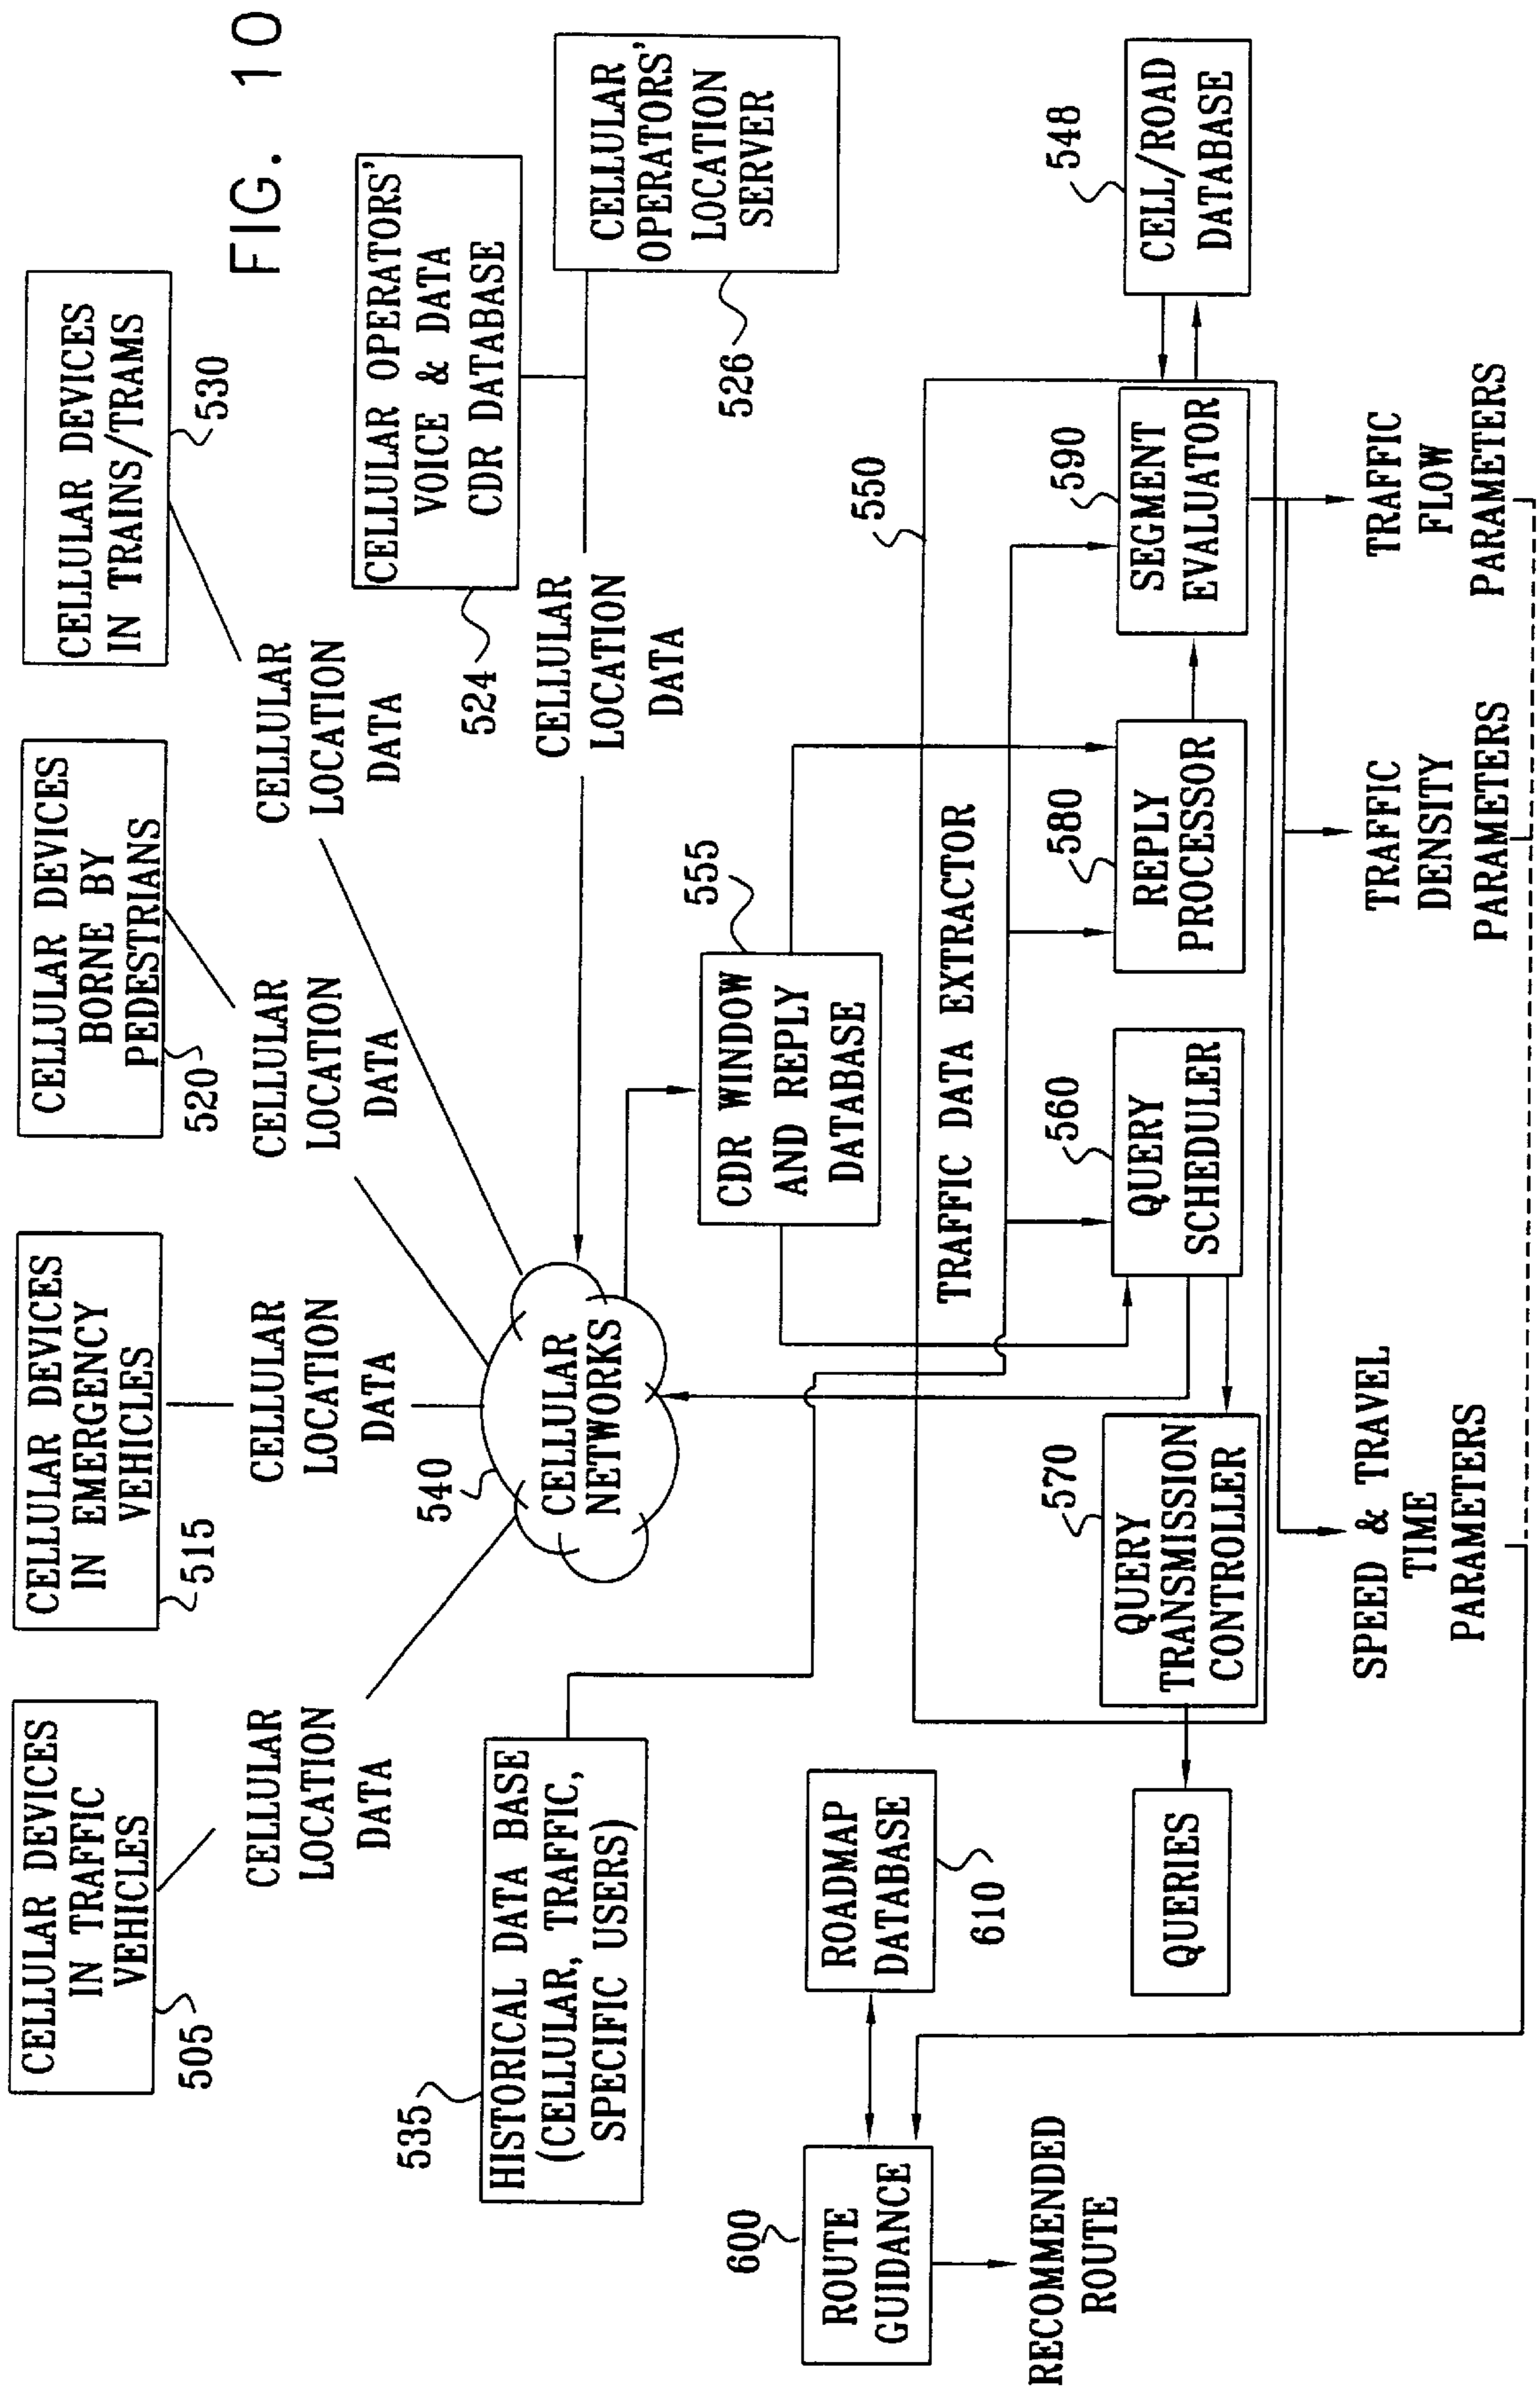 FIG. 10
CELLULAR DEVICES
IN TRAFFIC
VEHICLES
505
CELLULAR DEVICES
IN EMERGENCY
VEHICLES
515
CELLULAR DEVICES
BORNE BY
PEDESTRIANS
520
CELLULAR DEVICES
IN TRAINS/TRAMS
530
CELLULAR
LOCATION
DATA
CELLULAR
LOCATION
DATA
CELLULAR
LOCATION
DATA
CELLULAR
LOCATION
DATA
CELLULAR OPERATORS'
VOICE & DATA
CDR DATABASE
524
CELLULAR
OPERATORS'
LOCATION
SERVER
526
CELLULAR
LOCATION
DATA
535
HISTORICAL DATA BASE
(CELLULAR, TRAFFIC,
SPECIFIC USERS)
540
CELLULAR
NETWORKS
555
CDR WINDOW
AND REPLY
DATABASE
550
TRAFFIC DATA EXTRACTOR
570
QUERY
TRANSMISSION
CONTROLLER
560
QUERY
SCHEDULER
580
REPLY
PROCESSOR
590
SEGMENT
EVALUATOR
548
CELL/ROAD
DATABASE
600
ROUTE
GUIDANCE
ROADMAP
DATABASE
610
QUERIES
RECOMMENDED
ROUTE
SPEED & TRAVEL
TIME
PARAMETERS
TRAFFIC
DENSITY
PARAMETERS
TRAFFIC
FLOW
PARAMETERS